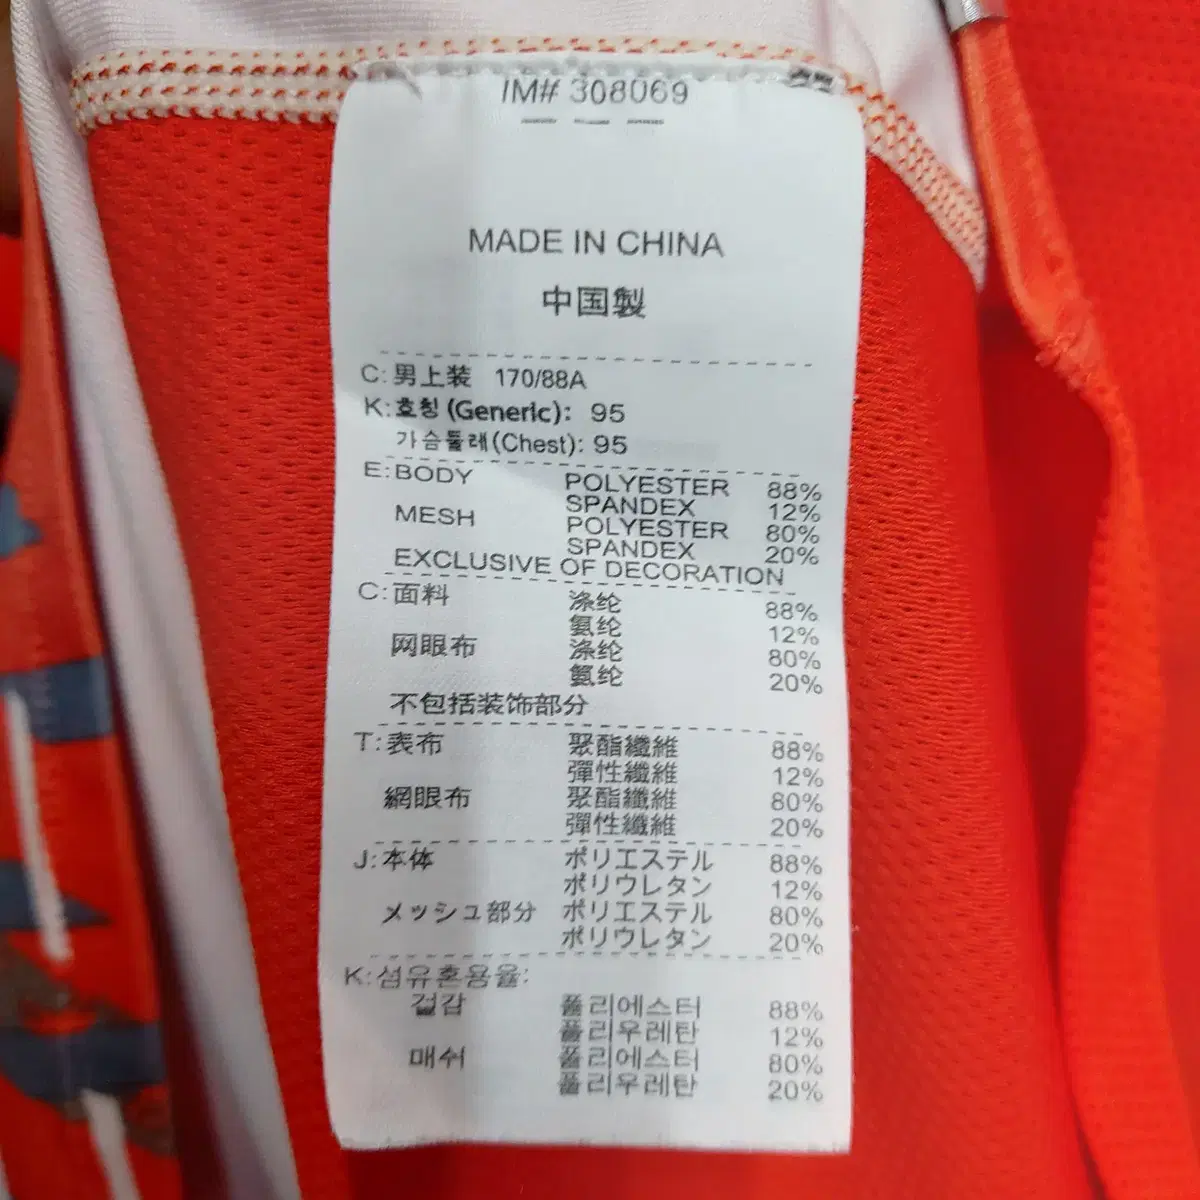 IM# 308069
MADE IN CHINA
中国製
C: 男上装 170/88A
K: 호칭 (Generic): 95
가슴둘레(Chest): 95
E: BODY POLYESTER 88%
SPANDEX 12%
MESH POLYESTER 80%
SPANDEX 20%
EXCLUSIVE OF DECORATION
C: 面料 涤纶 88%
氨纶 12%
网眼布 涤纶 80%
氨纶 20%
不包括装饰部分
T: 表布 聚酯纖維 88%
彈性纖維 12%
網眼布 聚酯纖維 80%
彈性纖維 20%
J: 本体 ポリエステル 88%
ポリウレタン 12%
メッシュ部分 ポリエステル 80%
ポリウレタン 20%
K: 섬유혼용율:
겉감 폴리에스터 88%
폴리우레탄 12%
매쉬 폴리에스터 80%
폴리우레탄 20%